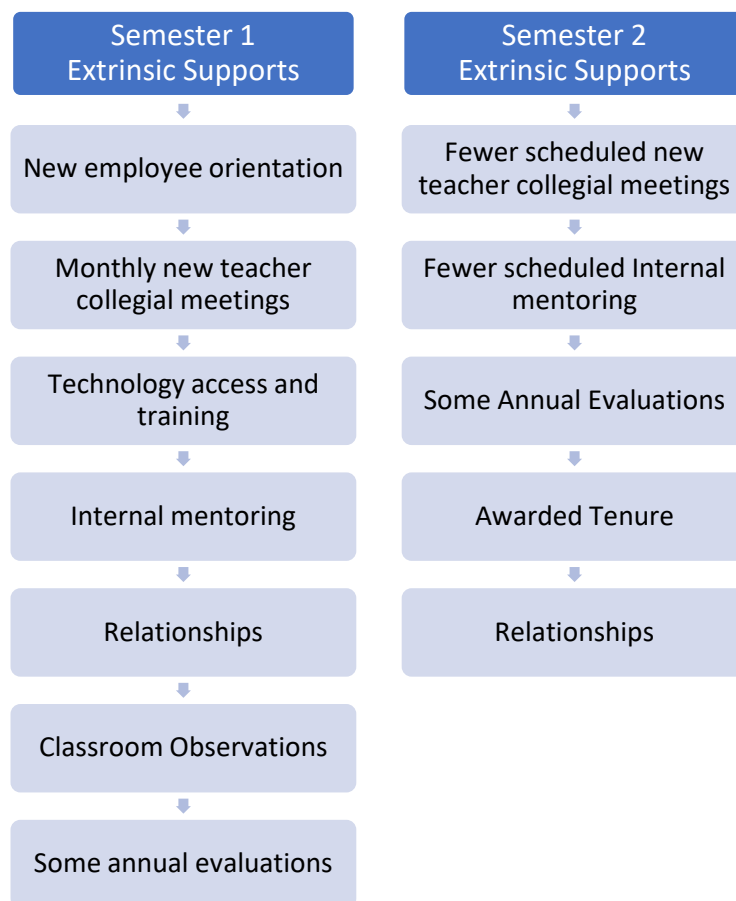 Semester 1
Extrinsic Supports
New employee orientation
Monthly new teacher
collegial meetings
Technology access and
training
Internal mentoring
Relationships
Classroom Observations
Some annual evaluations
Semester 2
Extrinsic Supports
Fewer scheduled new
teacher collegial meetings
Fewer scheduled Internal
mentoring
Some Annual Evaluations
Awarded Tenure
Relationships